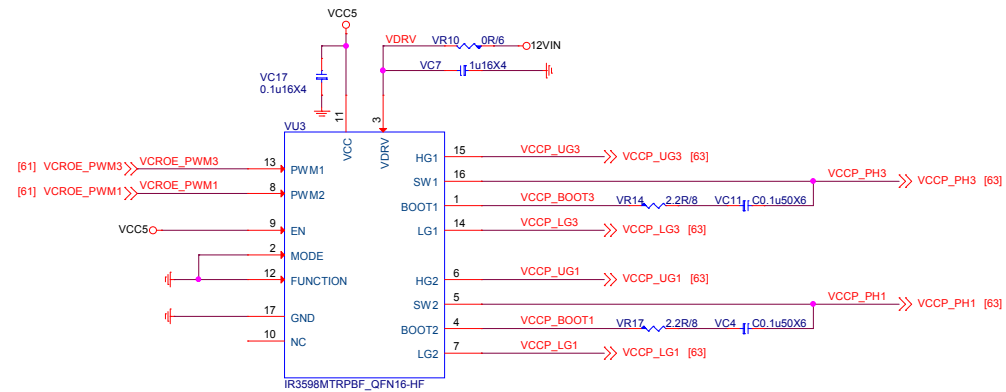 VCC5
VDRV VR10 0R/6 12VIN
VC7 1u16X4
VC17
0.1u16X4
11 3
VU3
VCC VDRV
HG1 15 VCCP_UG3 VCCP_UG3 [63]
[61] VCROE_PWM3 VCROE_PWM3 13 PWM1
SW1 16 VCCP_PH3 VCCP_PH3 [63]
[61] VCROE_PWM1 VCROE_PWM1 8 PWM2
BOOT1 1 VCCP_BOOT3 VR14 2.2R/8 VC11 C0.1u50X6
VCC5 9 EN
LG1 14 VCCP_LG3 VCCP_LG3 [63]
2 MODE
12 FUNCTION
HG2 6 VCCP_UG1 VCCP_UG1 [63]
SW2 5 VCCP_PH1 VCCP_PH1 [63]
17 GND
BOOT2 4 VCCP_BOOT1 VR17 2.2R/8 VC4 C0.1u50X6
10 NC
LG2 7 VCCP_LG1 VCCP_LG1 [63]
IR3598MTRPBF_QFN16-HF